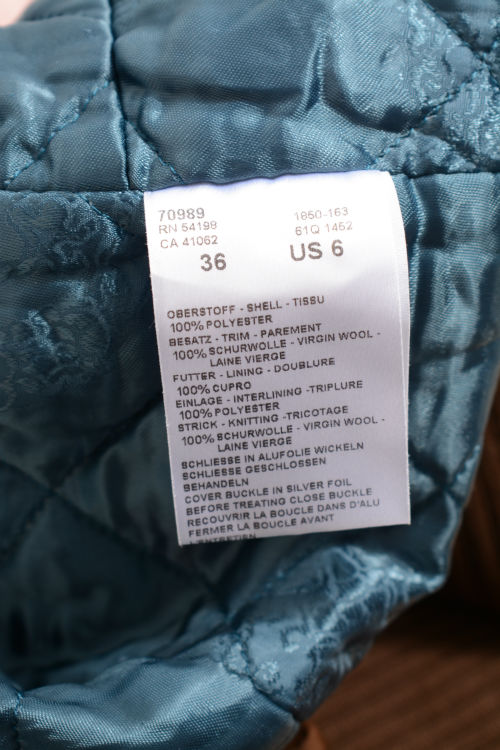 70989 1850-163
RN 54198 61Q 1452
CA 41062
36 US 6
OBERSTOFF - SHELL - TISSU
100% POLYESTER
BESATZ - TRIM - PAREMENT
100% SCHURWOLLE - VIRGIN WOOL -
LAINE VIERGE
FUTTER - LINING - DOUBLURE
100% CUPRO
EINLAGE - INTERLINING -TRIPLURE
100% POLYESTER
STRICK - KNITTING -TRICOTAGE
100% SCHURWOLLE - VIRGIN WOOL -
LAINE VIERGE
SCHLIESSE IN ALUFOLIE WICKELN
SCHLIESSE GESCHLOSSEN
BEHANDELN
COVER BUCKLE IN SILVER FOIL
BEFORE TREATING CLOSE BUCKLE
RECOUVRIR LA BOUCLE DANS D'ALU
FERMER LA BOUCLE AVANT
L'ENTRETIEN